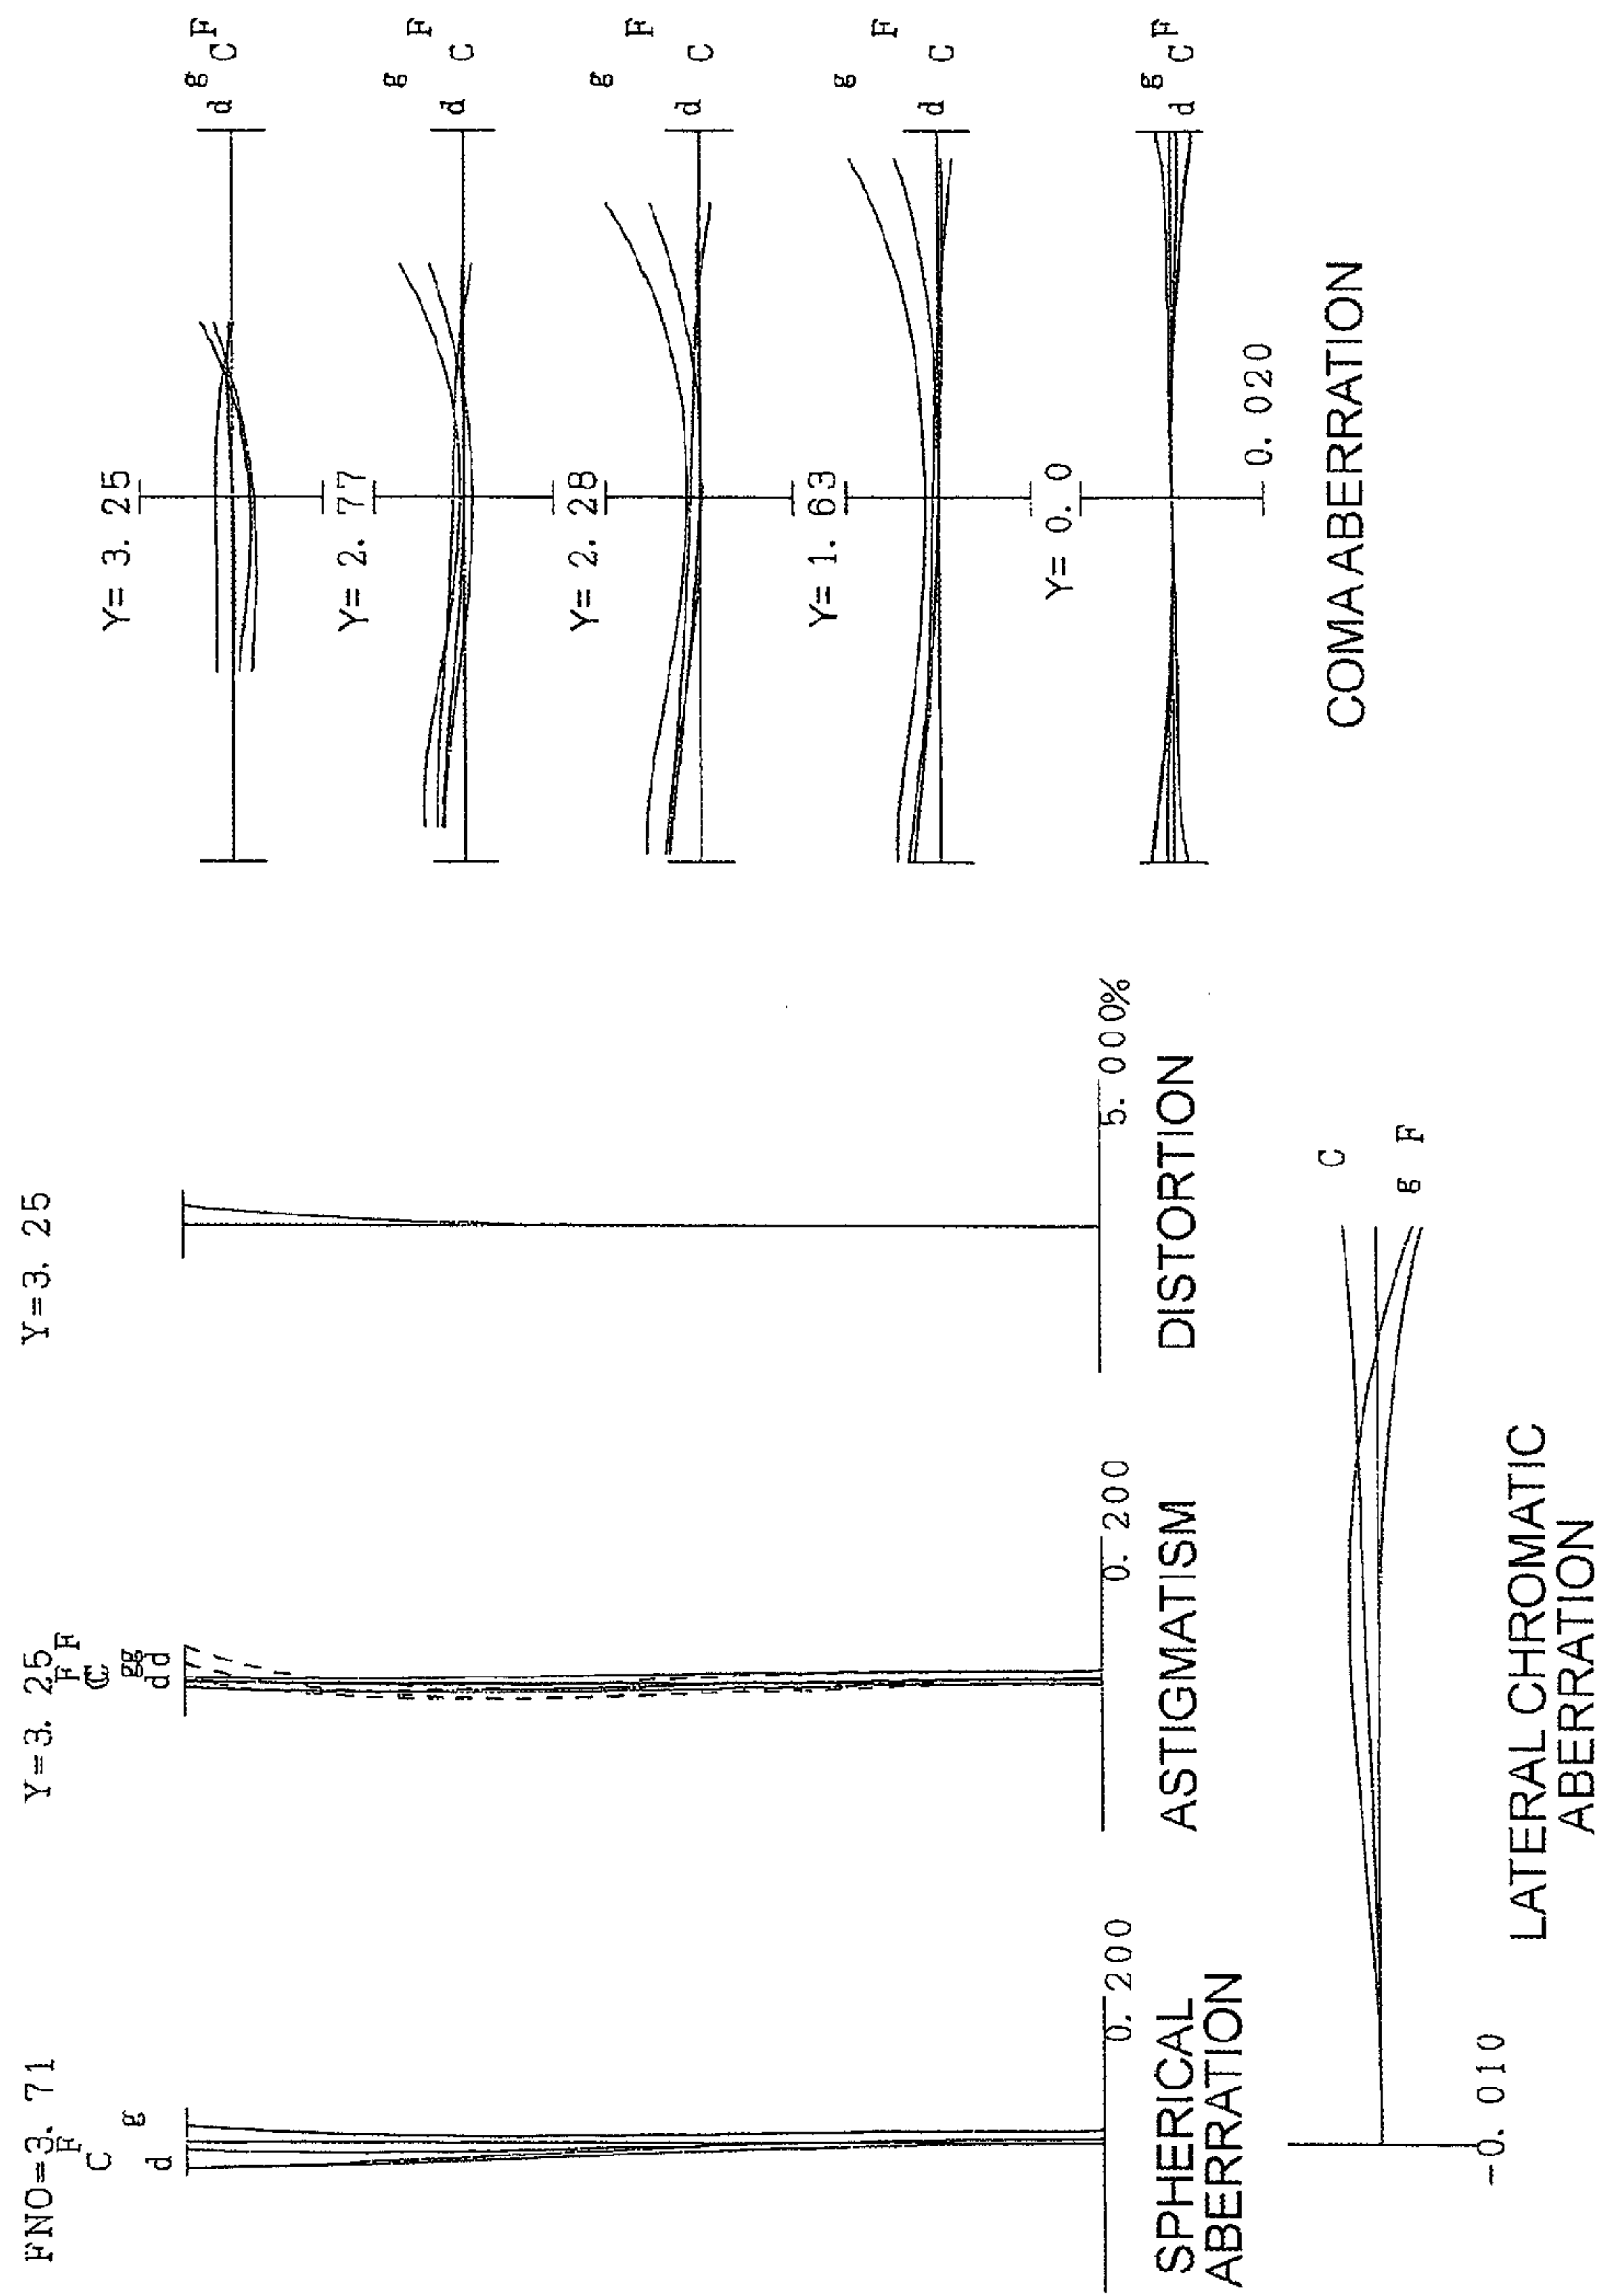 FNO=3. 71
F
C
g
d
0. 200
SPHERICAL
ABERRATION
Y=3. 25
F F
C C
g g
d d
0. 200
ASTIGMATISM
Y=3. 25
5. 000%
DISTORTION
Y= 3. 25
g F
d C
Y= 2. 77
g F
d C
Y= 2. 28
g F
d C
Y= 1. 63
g F
d C
Y= 0. 0
g F
d C
0. 020
COMA ABERRATION
C
g F
-0. 010
LATERAL CHROMATIC
ABERRATION